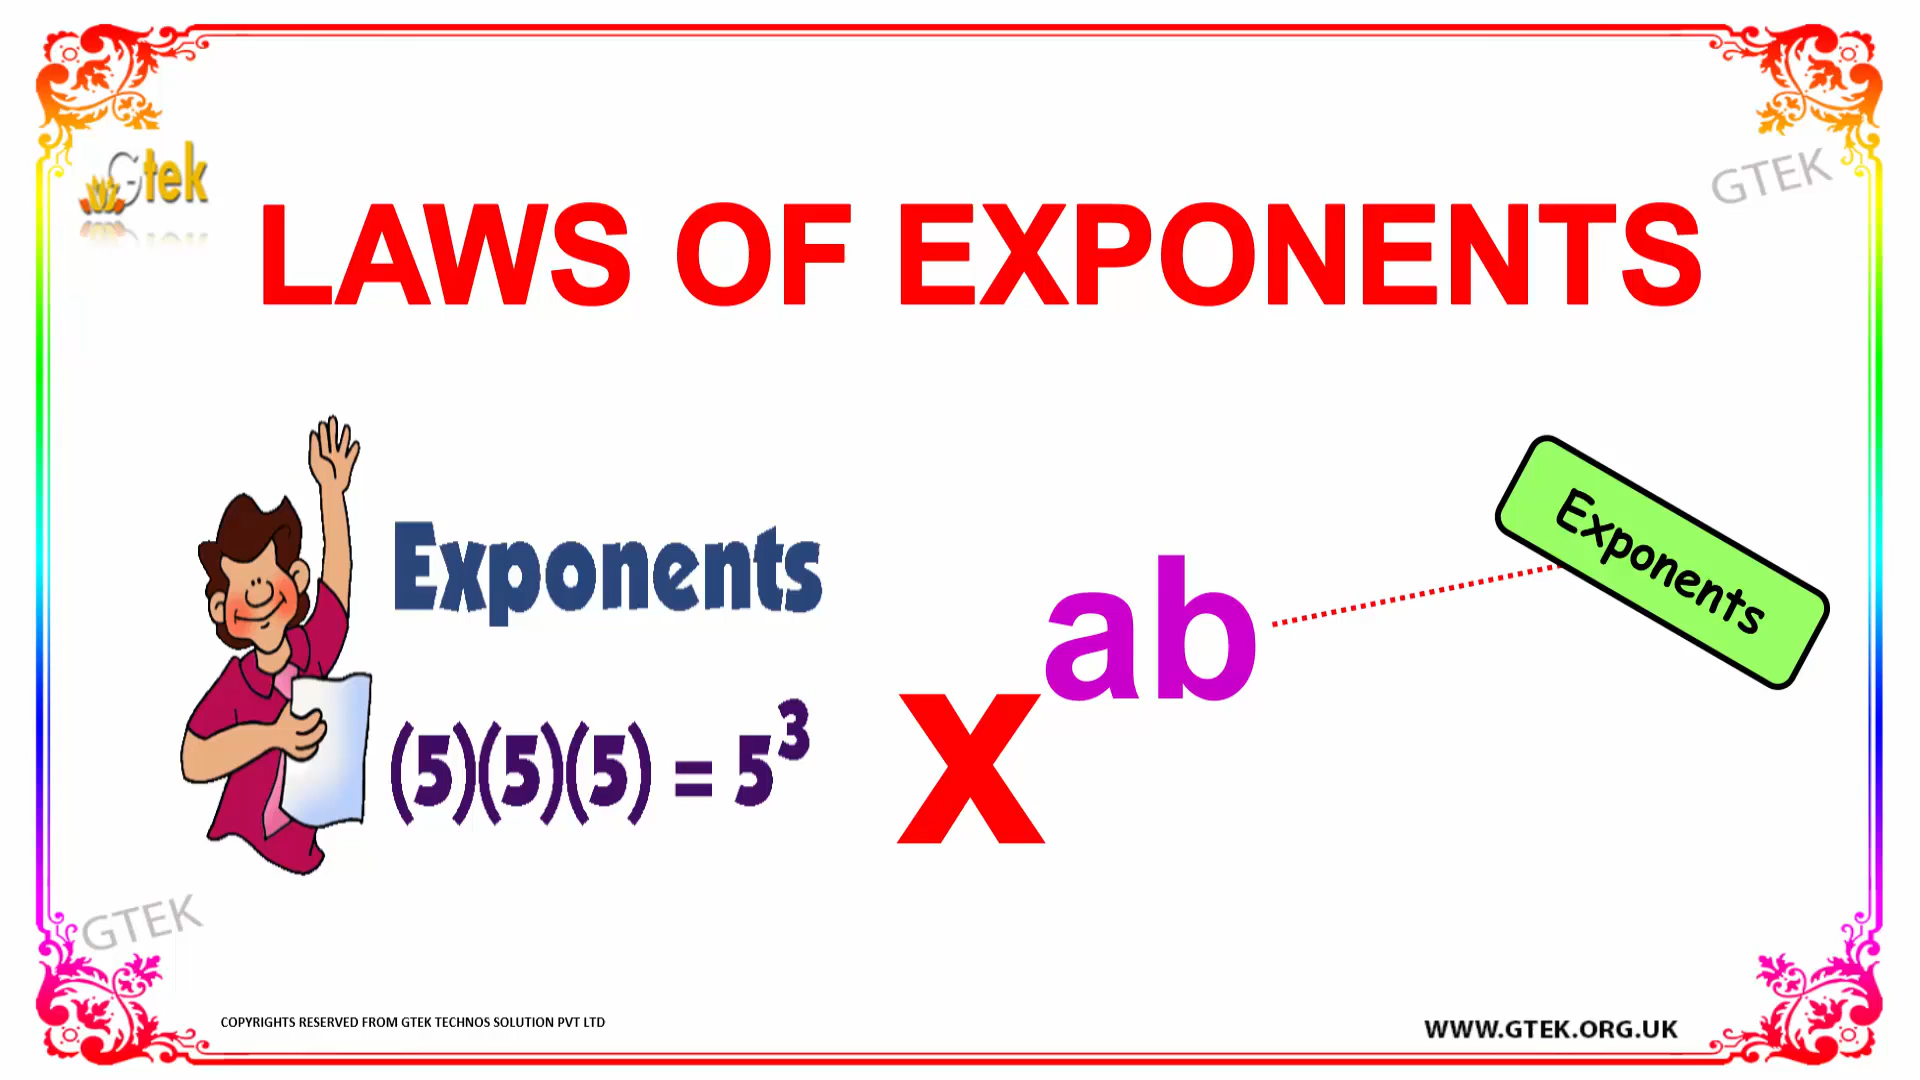 Gtek
GTEK
LAWS OF EXPONENTS
Exponents
Exponents
(5)(5)(5) = 5³
xᵃᵇ
GTEK
COPYRIGHTS RESERVED FROM GTEK TECHNOS SOLUTION PVT LTD
WWW.GTEK.ORG.UK